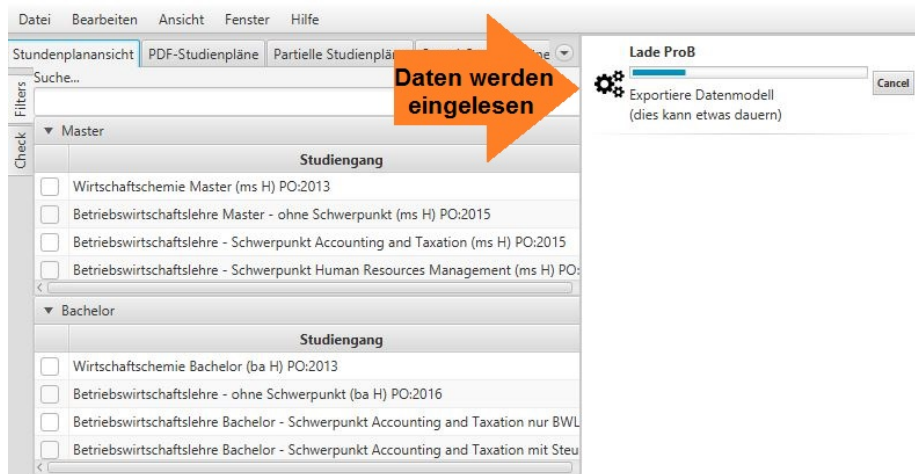 Datei Bearbeiten Ansicht Fenster Hilfe
Stundenplanansicht PDF-Studienpläne Partielle Studienplä
Suche...
Filters
Check
Master
Studiengang
Wirtschaftschemie Master (ms H) PO:2013
Betriebswirtschaftslehre Master - ohne Schwerpunkt (ms H) PO:2015
Betriebswirtschaftslehre - Schwerpunkt Accounting and Taxation (ms H) PO:2015
Betriebswirtschaftslehre - Schwerpunkt Human Resources Management (ms H) PO:
Bachelor
Studiengang
Wirtschaftschemie Bachelor (ba H) PO:2013
Betriebswirtschaftslehre - ohne Schwerpunkt (ba H) PO:2016
Betriebswirtschaftslehre Bachelor - Schwerpunkt Accounting and Taxation nur BWL
Betriebswirtschaftslehre Bachelor - Schwerpunkt Accounting and Taxation mit Steu
Daten werden
eingelesen
Lade ProB
Exportiere Datenmodell
(dies kann etwas dauern)
Cancel